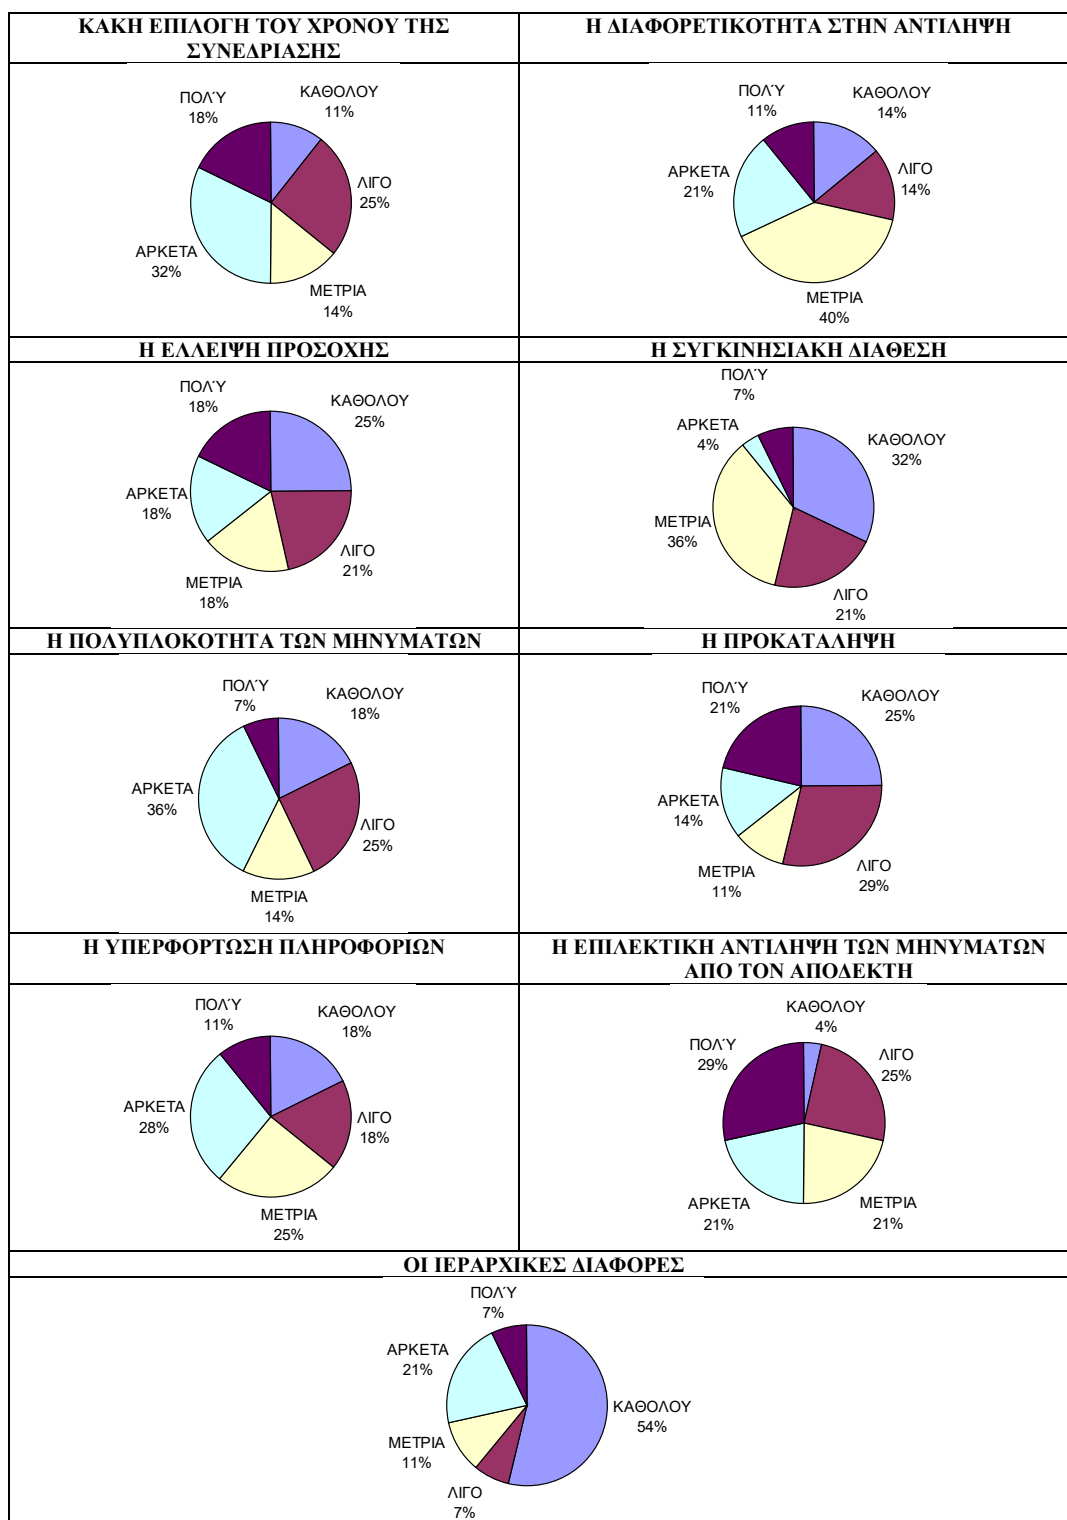 ΚΑΚΗ ΕΠΙΛΟΓΗ ΤΟΥ ΧΡΟΝΟΥ ΤΗΣ
ΣΥΝΕΔΡΙΑΣΗΣ
ΠΟΛΎ
18%
ΚΑΘΟΛΟΥ
11%
ΛΙΓΟ
25%
ΑΡΚΕΤΑ
32%
ΜΕΤΡΙΑ
14%
Η ΔΙΑΦΟΡΕΤΙΚΟΤΗΤΑ ΣΤΗΝ ΑΝΤΙΛΗΨΗ
ΠΟΛΎ
11%
ΚΑΘΟΛΟΥ
14%
ΑΡΚΕΤΑ
21%
ΛΙΓΟ
14%
ΜΕΤΡΙΑ
40%
Η ΕΛΛΕΙΨΗ ΠΡΟΣΟΧΗΣ
ΠΟΛΎ
18%
ΚΑΘΟΛΟΥ
25%
ΑΡΚΕΤΑ
18%
ΛΙΓΟ
21%
ΜΕΤΡΙΑ
18%
Η ΣΥΓΚΙΝΗΣΙΑΚΗ ΔΙΑΘΕΣΗ
ΠΟΛΎ
7%
ΑΡΚΕΤΑ
4%
ΚΑΘΟΛΟΥ
32%
ΜΕΤΡΙΑ
36%
ΛΙΓΟ
21%
Η ΠΟΛΥΠΛΟΚΟΤΗΤΑ ΤΩΝ ΜΗΝΥΜΑΤΩΝ
ΠΟΛΎ
7%
ΚΑΘΟΛΟΥ
18%
ΑΡΚΕΤΑ
36%
ΛΙΓΟ
25%
ΜΕΤΡΙΑ
14%
Η ΠΡΟΚΑΤΑΛΗΨΗ
ΠΟΛΎ
21%
ΚΑΘΟΛΟΥ
25%
ΑΡΚΕΤΑ
14%
ΜΕΤΡΙΑ
11%
ΛΙΓΟ
29%
Η ΥΠΕΡΦΟΡΤΩΣΗ ΠΛΗΡΟΦΟΡΙΩΝ
ΠΟΛΎ
11%
ΚΑΘΟΛΟΥ
18%
ΑΡΚΕΤΑ
28%
ΛΙΓΟ
18%
ΜΕΤΡΙΑ
25%
Η ΕΠΙΛΕΚΤΙΚΗ ΑΝΤΙΛΗΨΗ ΤΩΝ ΜΗΝΥΜΑΤΩΝ
ΑΠΟ ΤΟΝ ΑΠΟΔΕΚΤΗ
ΚΑΘΟΛΟΥ
4%
ΠΟΛΎ
29%
ΛΙΓΟ
25%
ΑΡΚΕΤΑ
21%
ΜΕΤΡΙΑ
21%
ΟΙ ΙΕΡΑΡΧΙΚΕΣ ΔΙΑΦΟΡΕΣ
ΠΟΛΎ
7%
ΑΡΚΕΤΑ
21%
ΚΑΘΟΛΟΥ
54%
ΜΕΤΡΙΑ
11%
ΛΙΓΟ
7%